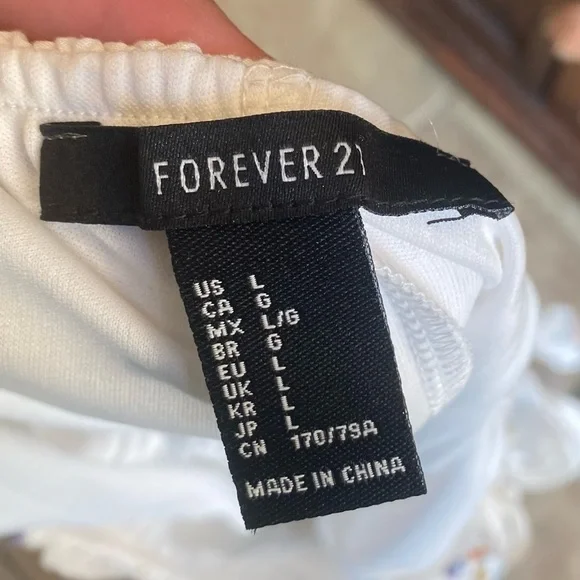 FOREVER 21
US L
CA G
MX L/G
BR G
EU L
UK L
KR L
JP L
CN 170/79A
MADE IN CHINA